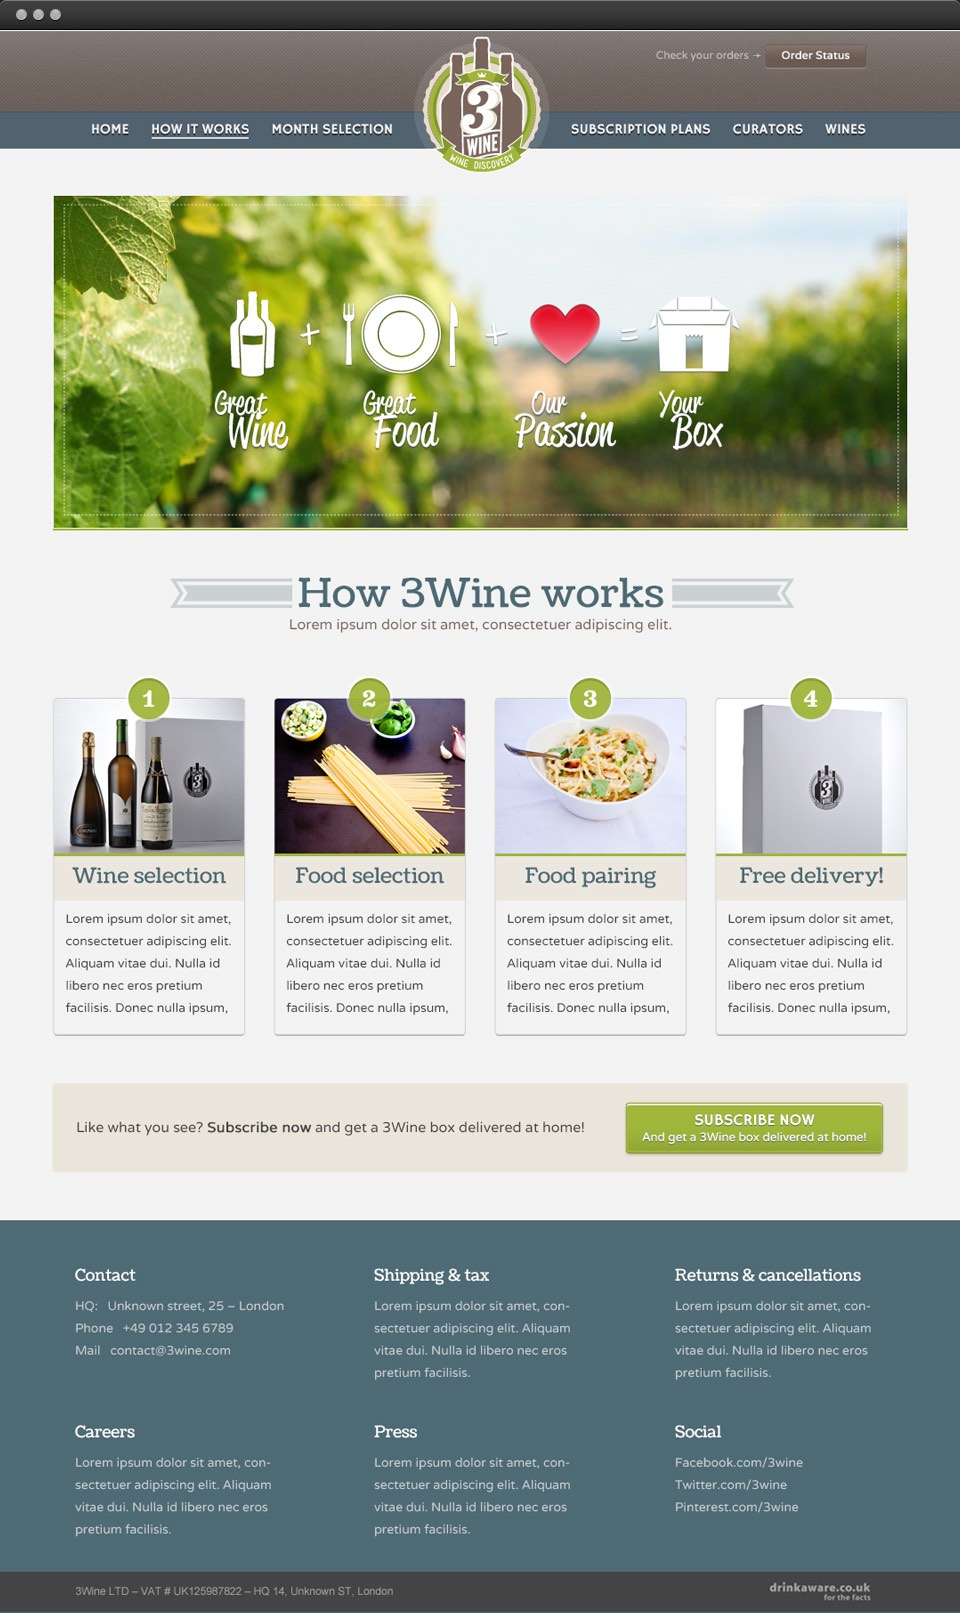 Check your orders → Order Status
HOME HOW IT WORKS MONTH SELECTION
3
WINE
WINE DISCOVERY
SUBSCRIPTION PLANS CURATORS WINES
+ + =
Great Wine
Great Food
Our Passion
Your Box
How 3Wine works
Lorem ipsum dolor sit amet, consectetuer adipiscing elit.
1
3
WINE
Wine selection
Lorem ipsum dolor sit amet,
consectetuer adipiscing elit.
Aliquam vitae dui. Nulla id
libero nec eros pretium
facilisis. Donec nulla ipsum,
2
Food selection
Lorem ipsum dolor sit amet,
consectetuer adipiscing elit.
Aliquam vitae dui. Nulla id
libero nec eros pretium
facilisis. Donec nulla ipsum,
3
Food pairing
Lorem ipsum dolor sit amet,
consectetuer adipiscing elit.
Aliquam vitae dui. Nulla id
libero nec eros pretium
facilisis. Donec nulla ipsum,
4
3
WINE
Free delivery!
Lorem ipsum dolor sit amet,
consectetuer adipiscing elit.
Aliquam vitae dui. Nulla id
libero nec eros pretium
facilisis. Donec nulla ipsum,
Like what you see? Subscribe now and get a 3Wine box delivered at home!
SUBSCRIBE NOW
And get a 3Wine box delivered at home!
Contact
HQ: Unknown street, 25 – London
Phone +49 012 345 6789
Mail contact@3wine.com
Shipping & tax
Lorem ipsum dolor sit amet, con-
sectetuer adipiscing elit. Aliquam
vitae dui. Nulla id libero nec eros
pretium facilisis.
Returns & cancellations
Lorem ipsum dolor sit amet, con-
sectetuer adipiscing elit. Aliquam
vitae dui. Nulla id libero nec eros
pretium facilisis.
Careers
Lorem ipsum dolor sit amet, con-
sectetuer adipiscing elit. Aliquam
vitae dui. Nulla id libero nec eros
pretium facilisis.
Press
Lorem ipsum dolor sit amet, con-
sectetuer adipiscing elit. Aliquam
vitae dui. Nulla id libero nec eros
pretium facilisis.
Social
Facebook.com/3wine
Twitter.com/3wine
Pinterest.com/3wine
3Wine LTD – VAT # UK125987822 – HQ 14, Unknown ST, London
drinkaware.co.uk
for the facts